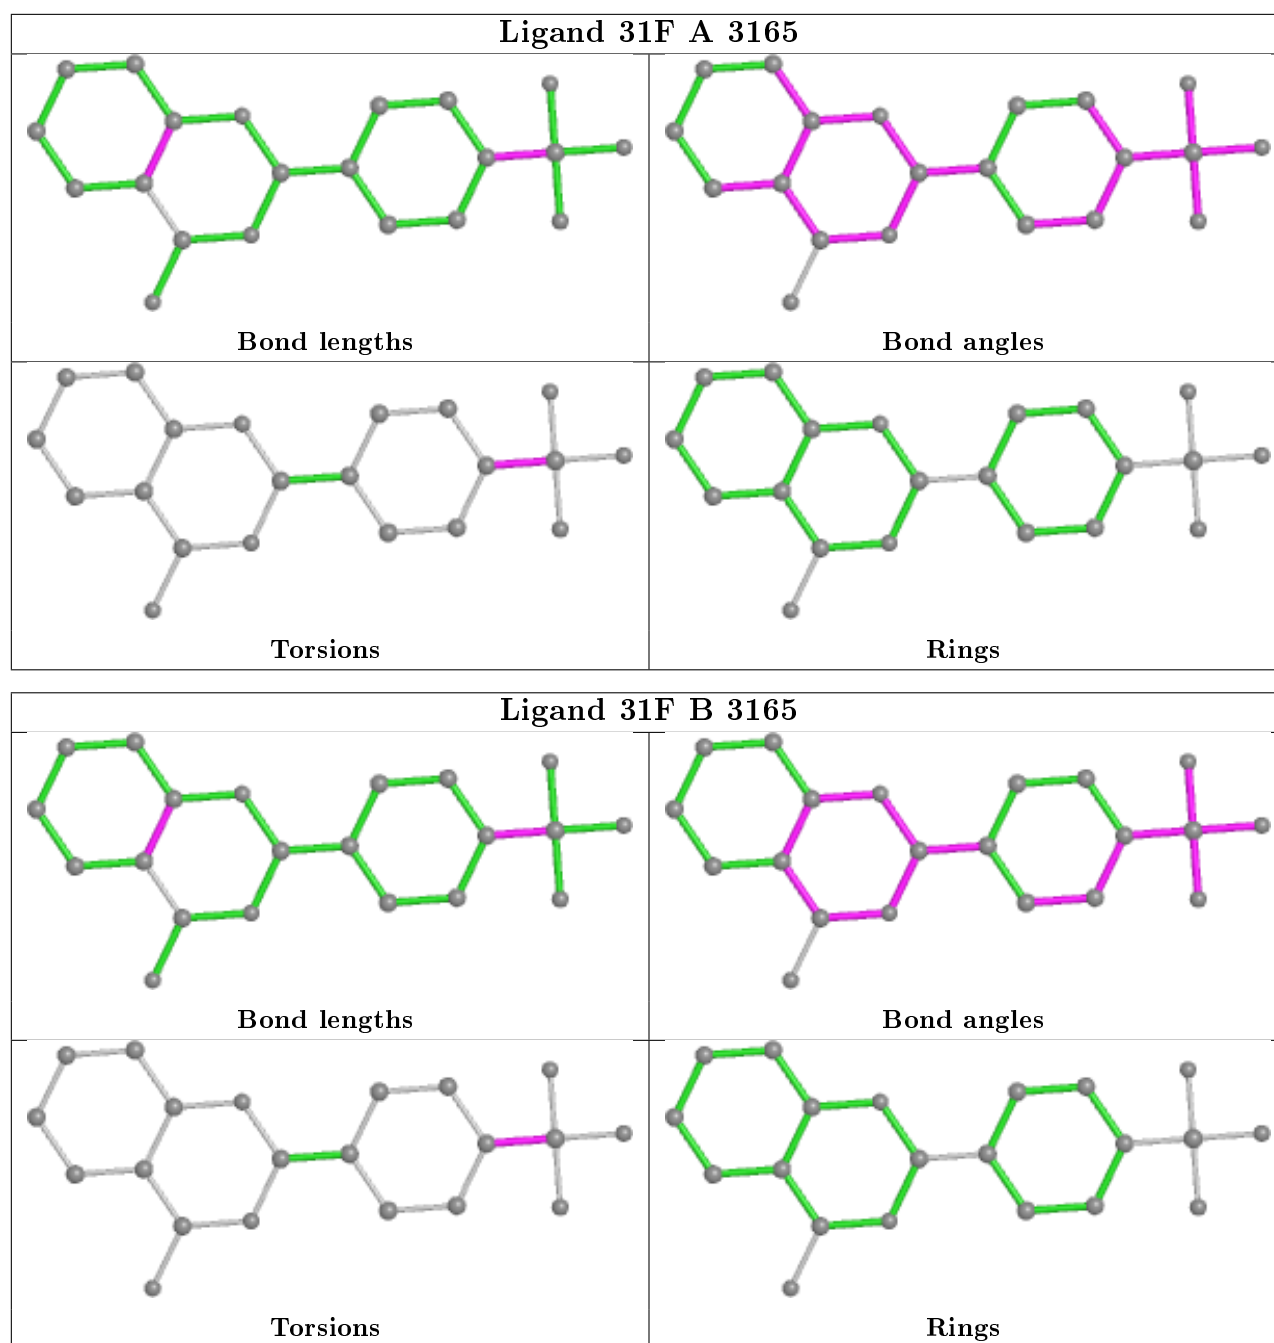 Ligand 31F A 3165
Bond lengths
Bond angles
Torsions
Rings
Ligand 31F B 3165
Bond lengths
Bond angles
Torsions
Rings